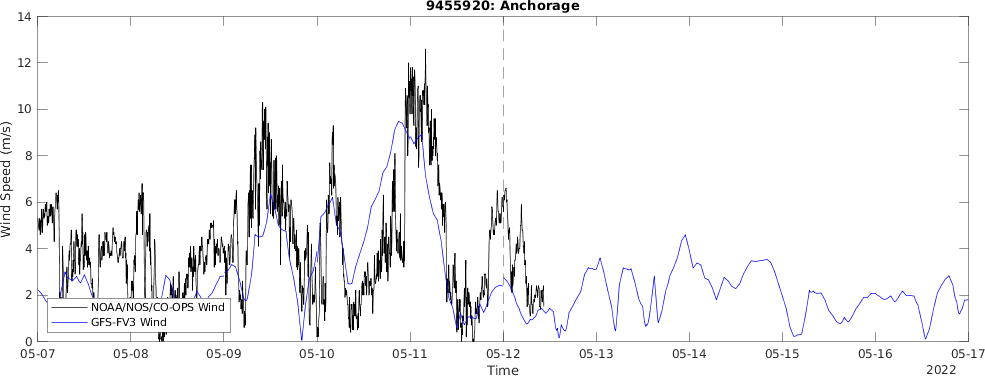 9455920: Anchorage
Wind Speed (m/s)
14
12
10
8
6
4
2
0
NOAA/NOS/CO-OPS Wind
GFS-FV3 Wind
05-07 05-08 05-09 05-10 05-11 05-12 05-13 05-14 05-15 05-16 05-17
Time
2022